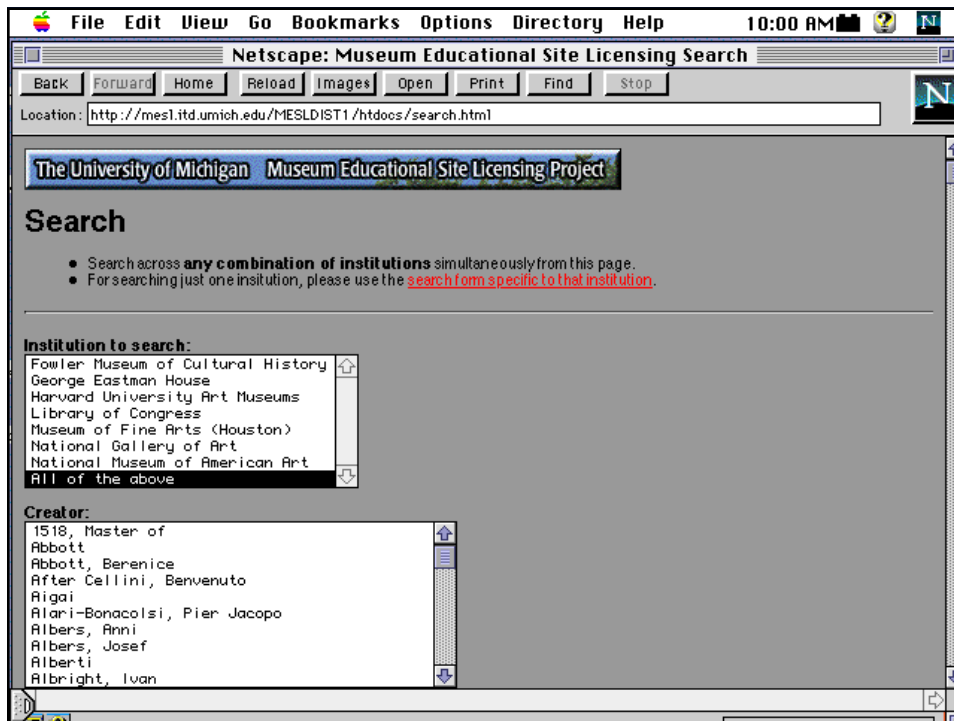 File Edit View Go Bookmarks Options Directory Help 10:00 AM
Netscape: Museum Educational Site Licensing Search
Back Forward Home Reload Images Open Print Find Stop
N
Location: http://mesl.itd.umich.edu/MESLDIST1/htdocs/search.html
The University of Michigan Museum Educational Site Licensing Project
Search
• Search across any combination of institutions simultaneously from this page.
• For searching just one insitution, please use the search form specific to that institution.
Institution to search:
Fowler Museum of Cultural History
George Eastman House
Harvard University Art Museums
Library of Congress
Museum of Fine Arts (Houston)
National Gallery of Art
National Museum of American Art
All of the above
Creator:
1518, Master of
Abbott
Abbott, Berenice
After Cellini, Benvenuto
Aigai
Alari-Bonacolsi, Pier Jacopo
Albers, Anni
Albers, Josef
Alberti
Albright, Ivan